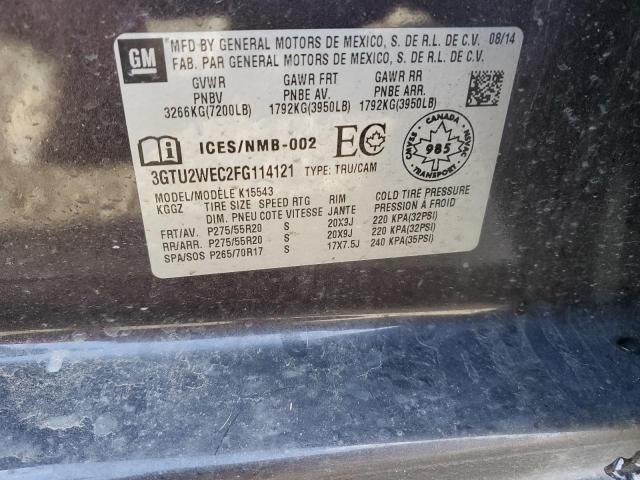 GM
MFD BY GENERAL MOTORS DE MEXICO, S. DE R.L. DE C.V. 08/14
FAB. PAR GENERAL MOTORS DE MEXICO, S. DE R.L. DE C.V.
GVWR GAWR FRT GAWR RR
PNBV PNBE AV. PNBE ARR.
3266KG(7200LB) 1792KG(3950LB) 1792KG(3950LB)
i ICES/NMB-002 EC
CANADA
CMVSS NSVAC
985
TRANSPORT
3GTU2WEC2FG114121 TYPE: TRU/CAM
MODEL/MODÈLE K15543
KGGZ TIRE SIZE SPEED RTG RIM COLD TIRE PRESSURE
DIM. PNEU COTE VITESSE JANTE PRESSION À FROID
FRT/AV. P275/55R20 S 20X9J 220 KPA(32PSI)
RR/ARR. P275/55R20 S 20X9J 220 KPA(32PSI)
SPA/SOS P265/70R17 S 17X7.5J 240 KPA(35PSI)